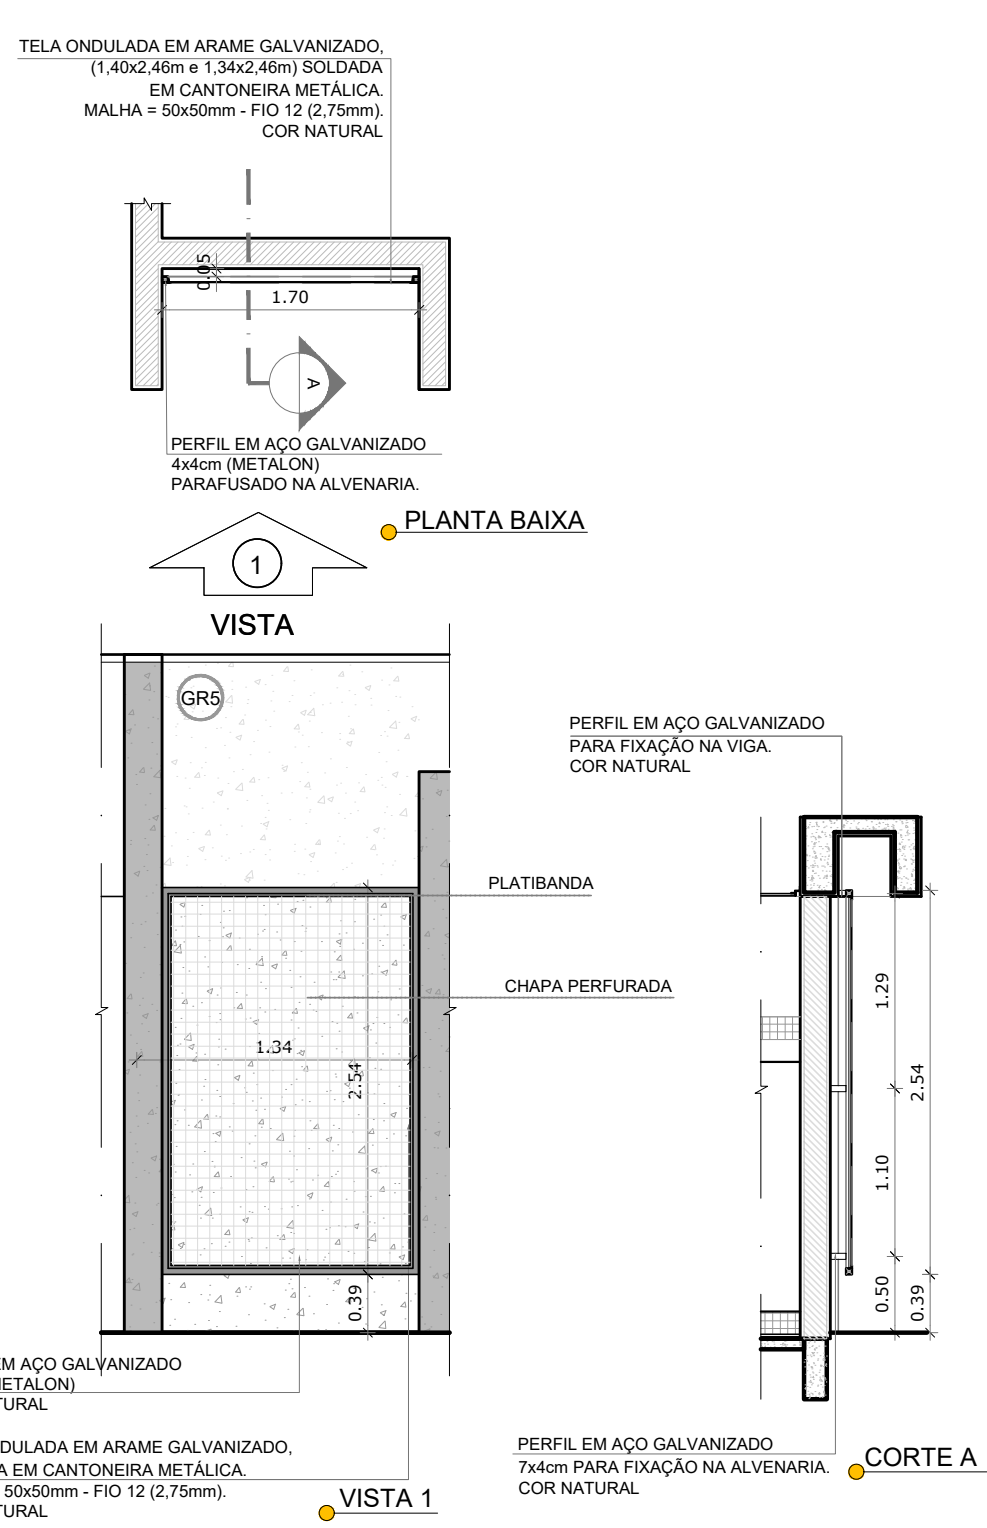 TELA ONDULADA EM ARAME GALVANIZADO,
(1,40x2,46m e 1,34x2,46m) SOLDADA
EM CANTONEIRA METÁLICA.
MALHA = 50x50mm - FIO 12 (2,75mm).
COR NATURAL
0.05
1.70
A
PERFIL EM AÇO GALVANIZADO
4x4cm (METALON)
PARAFUSADO NA ALVENARIA.
PLANTA BAIXA
1
VISTA
GR5
PLATIBANDA
CHAPA PERFURADA
1.34
2.54
0.39
EM AÇO GALVANIZADO
ETALON)
TURAL
DULADA EM ARAME GALVANIZADO,
A EM CANTONEIRA METÁLICA.
50x50mm - FIO 12 (2,75mm).
TURAL
VISTA 1
PERFIL EM AÇO GALVANIZADO
PARA FIXAÇÃO NA VIGA.
COR NATURAL
1.29
2.54
1.10
0.50
0.39
PERFIL EM AÇO GALVANIZADO
7x4cm PARA FIXAÇÃO NA ALVENARIA.
COR NATURAL
CORTE A